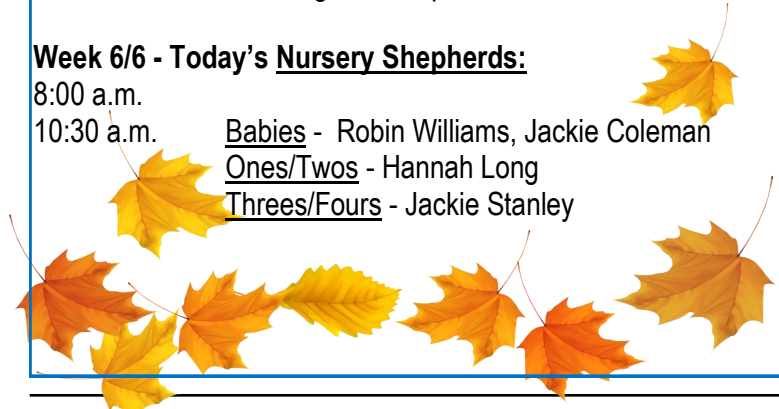 Week 6/6 - Today’s Nursery Shepherds:
8:00 a.m.
10:30 a.m. Babies - Robin Williams, Jackie Coleman
Ones/Twos - Hannah Long
Threes/Fours - Jackie Stanley